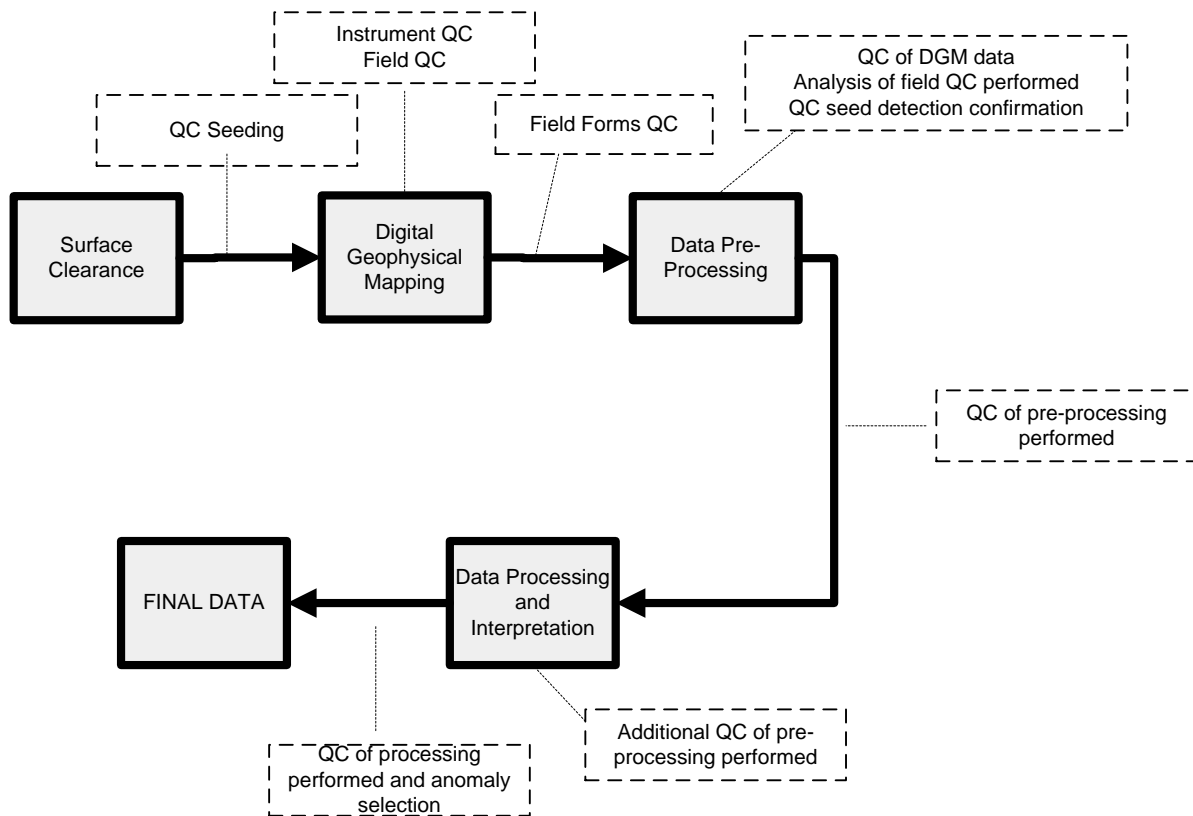 Instrument QC
Field QC
QC of DGM data
Analysis of field QC performed
QC seed detection confirmation
QC Seeding
Field Forms QC
Surface
Clearance
Digital
Geophysical
Mapping
Data Pre-
Processing
QC of pre-processing
performed
FINAL DATA
Data Processing
and
Interpretation
Additional QC of pre-
processing performed
QC of processing
performed and anomaly
selection